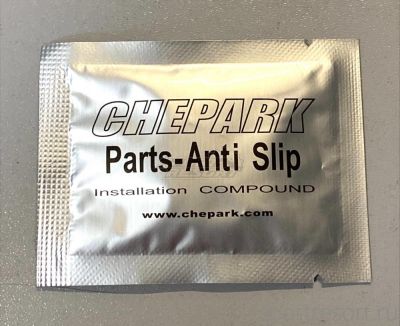 CHEPARK
Parts-Anti Slip
Installation COMPOUND
www.chepark.com